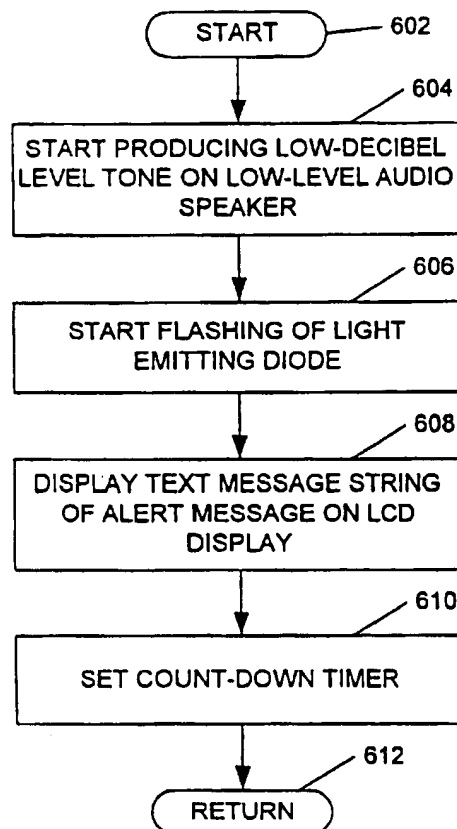 START
602
604
START PRODUCING LOW-DECIBEL
LEVEL TONE ON LOW-LEVEL AUDIO
SPEAKER
606
START FLASHING OF LIGHT
EMITTING DIODE
608
DISPLAY TEXT MESSAGE STRING
OF ALERT MESSAGE ON LCD
DISPLAY
610
SET COUNT-DOWN TIMER
612
RETURN